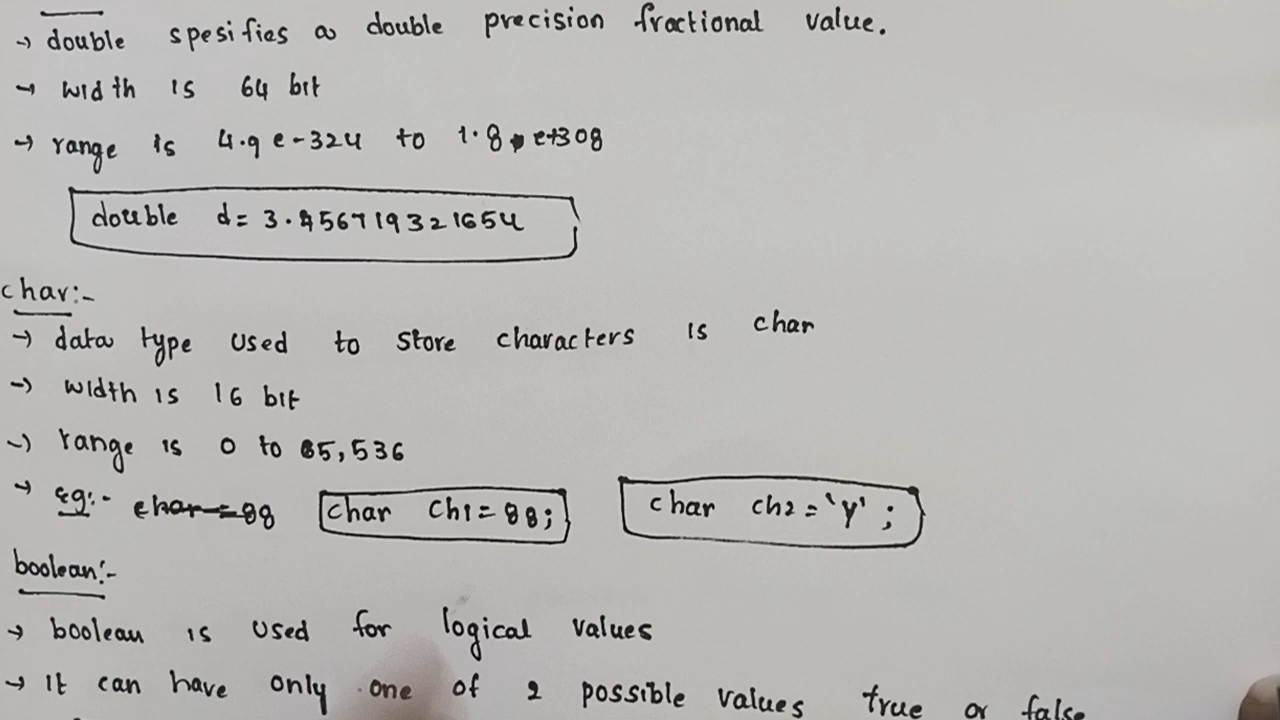 → double spesifies a double precision fractional value.
→ width is 64 bit
→ range is 4.9 e-324 to 1.8 e+308
double d= 3.456719321654
char:-
→ data type used to store characters is char
→ width is 16 bit
→ range is 0 to 65,536
→ eg:- char=88 char ch1=88; char ch2='Y';
boolean:-
→ boolean is used for logical values
→ It can have only one of 2 possible values true or false